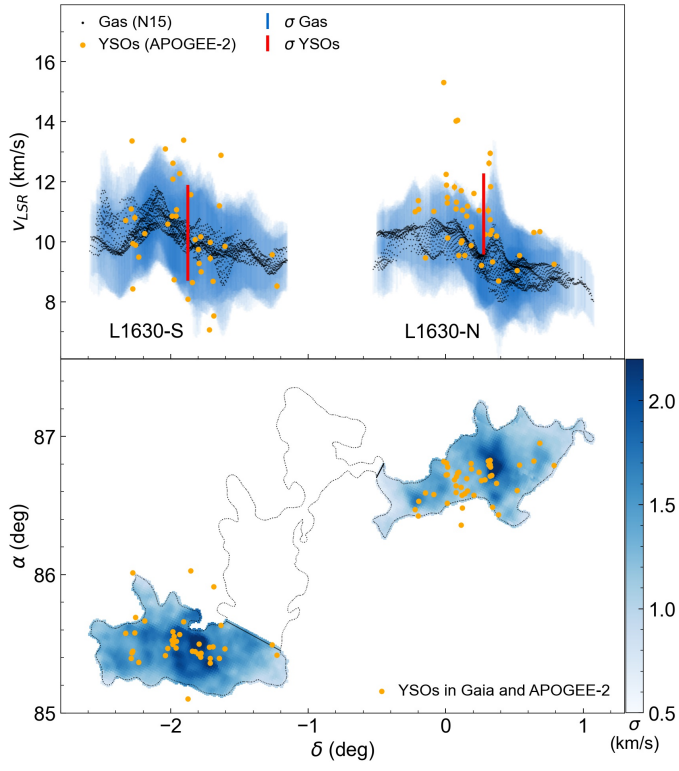 Gas (N15)
YSOs (APOGEE-2)
σ Gas
σ YSOs
16
14
12
10
8
v_LSR (km/s)
L1630-S
L1630-N
87
86
85
α (deg)
YSOs in Gaia and APOGEE-2
−2
−1
0
1
δ (deg)
2.0
1.5
1.0
0.5
σ
(km/s)